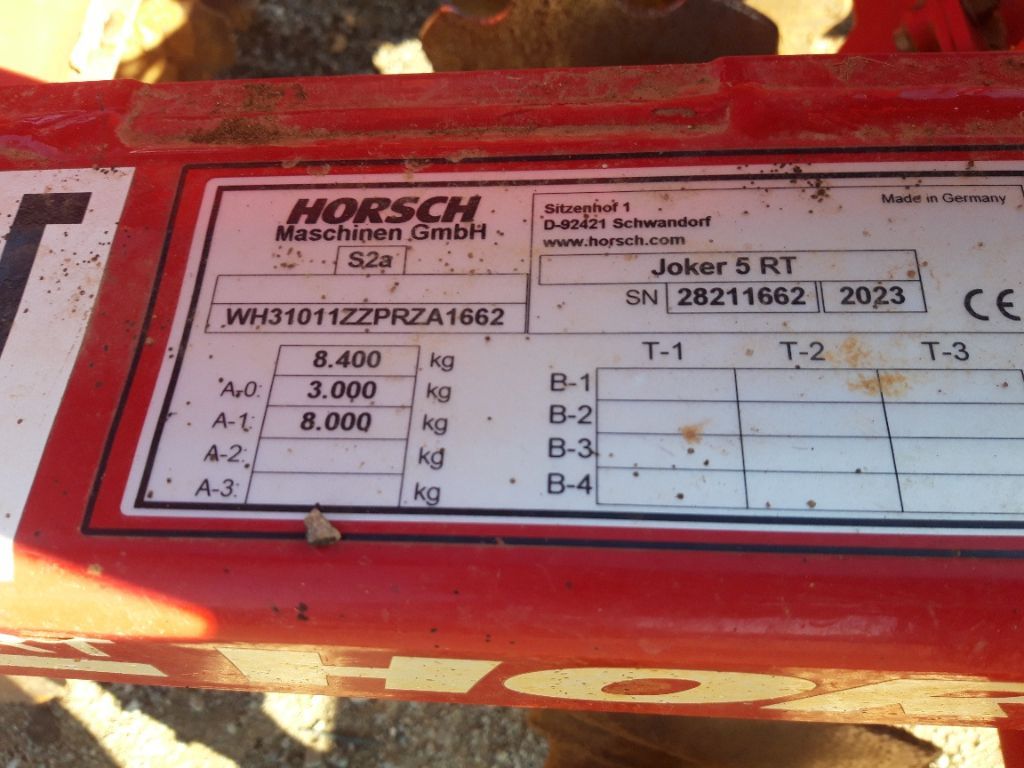 HORSCH
Maschinen GmbH
S2a
WH31011ZZPRZA1662
Sitzenhof 1
D-92421 Schwandorf
www.horsch.com
Made in Germany
Joker 5 RT
SN 28211662 2023
CE
8.400 kg
A-0: 3.000 kg
A-1: 8.000 kg
A-2: kg
A-3: kg
T-1 T-2 T-3
B-1
B-2
B-3
B-4